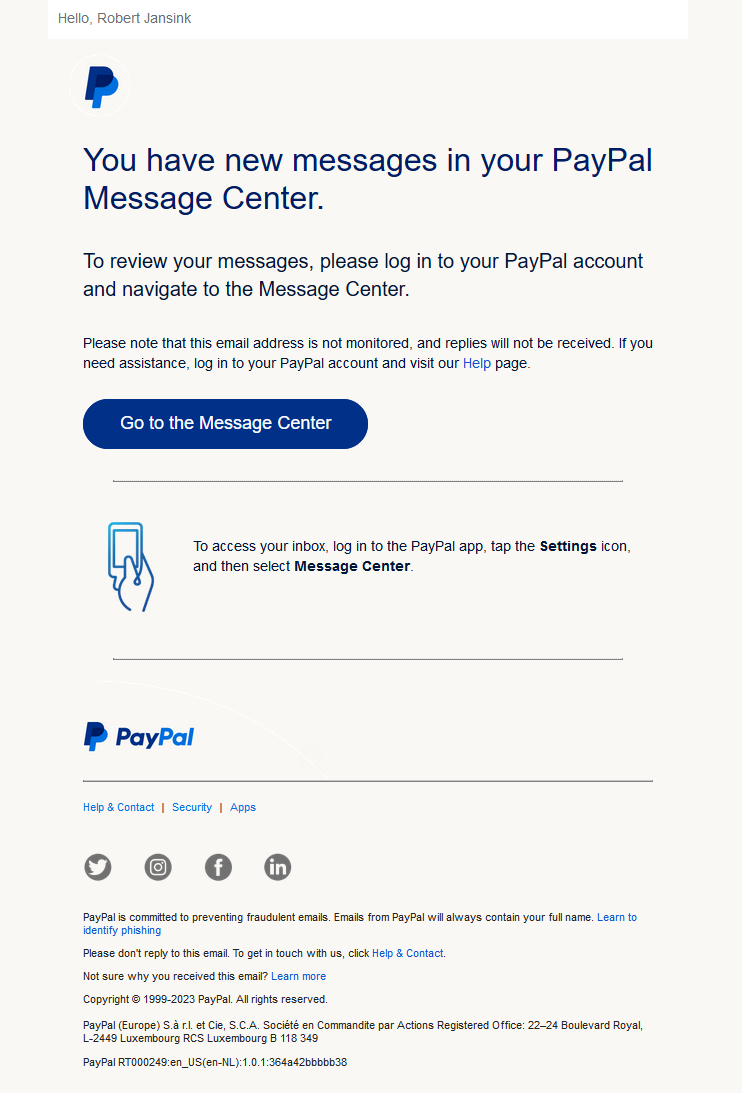 Hello, Robert Jansink
You have new messages in your PayPal
Message Center.
To review your messages, please log in to your PayPal account
and navigate to the Message Center.
Please note that this email address is not monitored, and replies will not be received. If you
need assistance, log in to your PayPal account and visit our Help page.
Go to the Message Center
To access your inbox, log in to the PayPal app, tap the Settings icon,
and then select Message Center.
PayPal
Help & Contact | Security | Apps
PayPal is committed to preventing fraudulent emails. Emails from PayPal will always contain your full name. Learn to
identify phishing
Please don't reply to this email. To get in touch with us, click Help & Contact.
Not sure why you received this email? Learn more
Copyright © 1999-2023 PayPal. All rights reserved.
PayPal (Europe) S.à r.l. et Cie, S.C.A. Société en Commandite par Actions Registered Office: 22–24 Boulevard Royal,
L-2449 Luxembourg RCS Luxembourg B 118 349
PayPal RT000249:en_US(en-NL):1.0.1:364a42bbbbb38